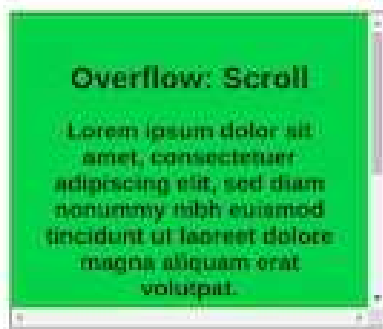 Overflow: Scroll
Lorem ipsum dolor sit
amet, consectetuer
adipiscing elit, sed diam
nonummy nibh euismod
tincidunt ut laoreet dolore
magna aliquam erat
volutpat.